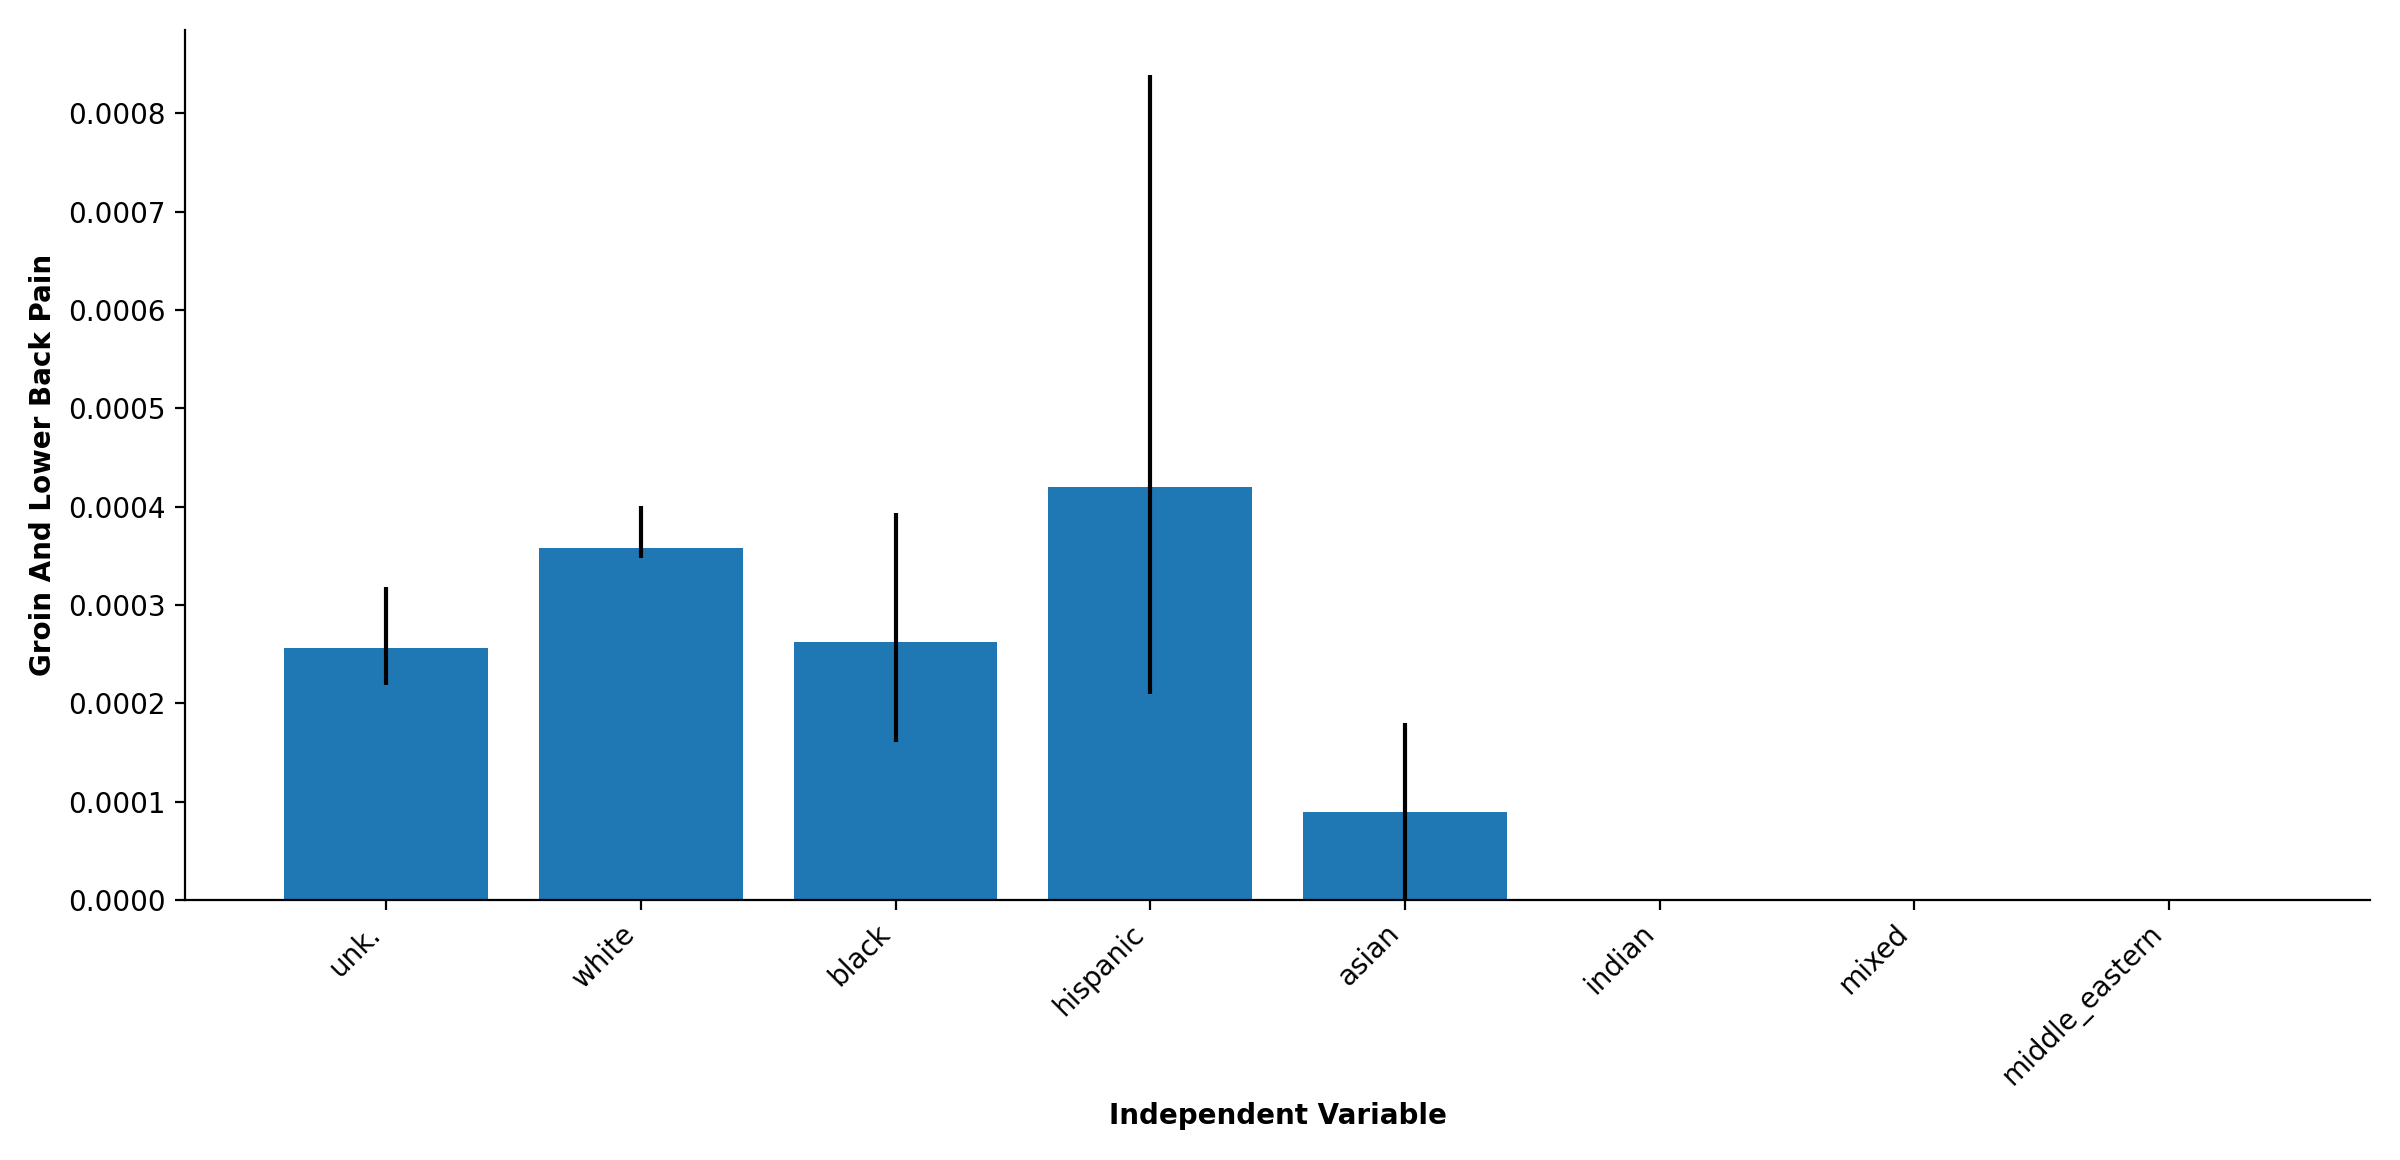 Groin And Lower Back Pain
0.0008
0.0007
0.0006
0.0005
0.0004
0.0003
0.0002
0.0001
0.0000
unk.
white
black
hispanic
asian
indian
mixed
middle_eastern
Independent Variable